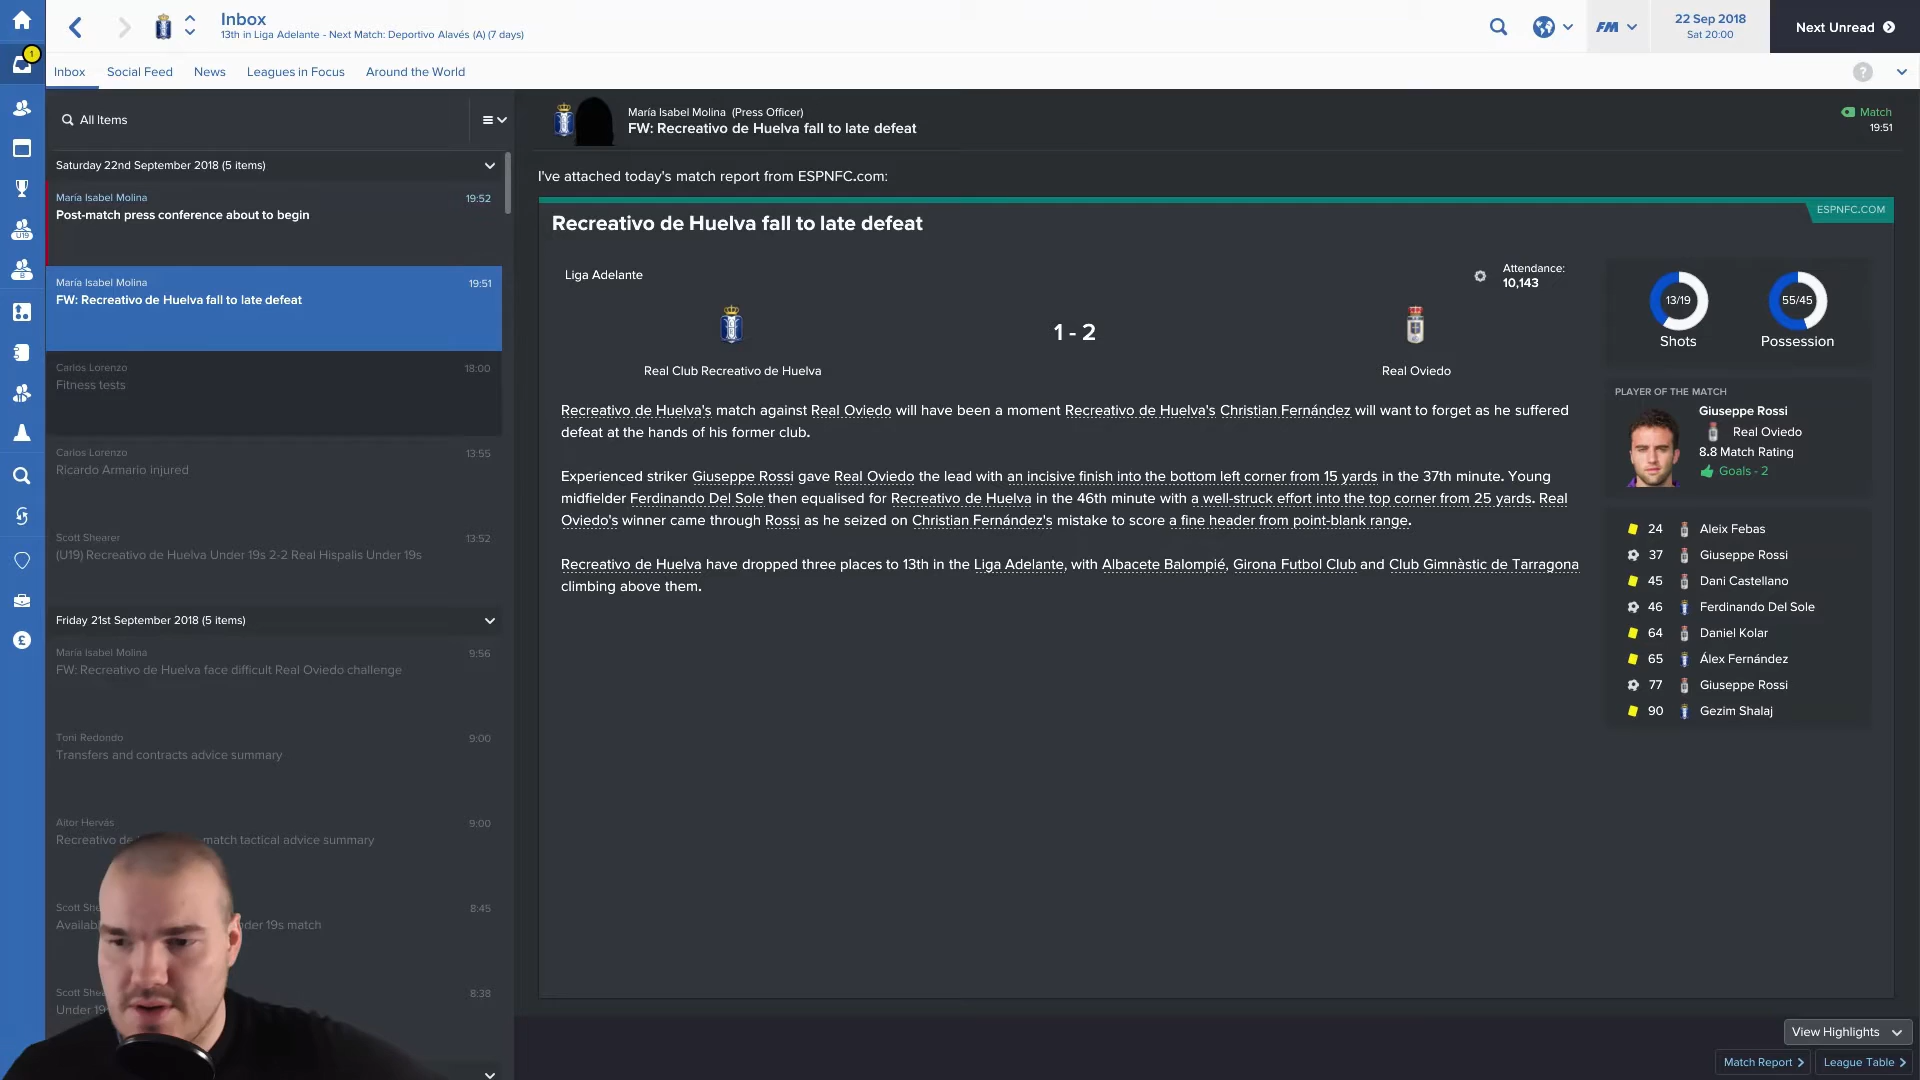 Inbox
13th in Liga Adelante - Next Match: Deportivo Alavés (A) (7 days)
FM
22 Sep 2018
Sat 20:00
Next Unread
1
Inbox
Social Feed
News
Leagues in Focus
Around the World
?
All Items
Saturday 22nd September 2018 (5 items)
María Isabel Molina 19:52
Post-match press conference about to begin
María Isabel Molina 19:51
FW: Recreativo de Huelva fall to late defeat
Carlos Lorenzo 18:00
Fitness tests
Carlos Lorenzo 13:55
Ricardo Armario injured
Scott Shearer 13:52
(U19) Recreativo de Huelva Under 19s 2-2 Real Hispalis Under 19s
Friday 21st September 2018 (5 items)
María Isabel Molina 9:56
FW: Recreativo de Huelva face difficult Real Oviedo challenge
Toni Redondo 9:00
Transfers and contracts advice summary
Aitor Hervás 9:00
Recreativo de match tactical advice summary
Scott She 8:45
Availab nder 19s match
Scott She 8:38
Under 19
U19
B
£
María Isabel Molina (Press Officer)
FW: Recreativo de Huelva fall to late defeat
Match
19:51
I've attached today's match report from ESPNFC.com:
ESPNFC.COM
Recreativo de Huelva fall to late defeat
Liga Adelante
Attendance:
10,143
1 - 2
Real Club Recreativo de Huelva
Real Oviedo
Recreativo de Huelva's match against Real Oviedo will have been a moment Recreativo de Huelva's Christian Fernández will want to forget as he suffered
defeat at the hands of his former club.
Experienced striker Giuseppe Rossi gave Real Oviedo the lead with an incisive finish into the bottom left corner from 15 yards in the 37th minute. Young
midfielder Ferdinando Del Sole then equalised for Recreativo de Huelva in the 46th minute with a well-struck effort into the top corner from 25 yards. Real
Oviedo's winner came through Rossi as he seized on Christian Fernández's mistake to score a fine header from point-blank range.
Recreativo de Huelva have dropped three places to 13th in the Liga Adelante, with Albacete Balompié, Girona Futbol Club and Club Gimnàstic de Tarragona
climbing above them.
13/19
Shots
55/45
Possession
PLAYER OF THE MATCH
Giuseppe Rossi
Real Oviedo
8.8 Match Rating
Goals - 2
24 Aleix Febas
37 Giuseppe Rossi
45 Dani Castellano
46 Ferdinando Del Sole
64 Daniel Kolar
65 Álex Fernández
77 Giuseppe Rossi
90 Gezim Shalaj
View Highlights
Match Report
League Table